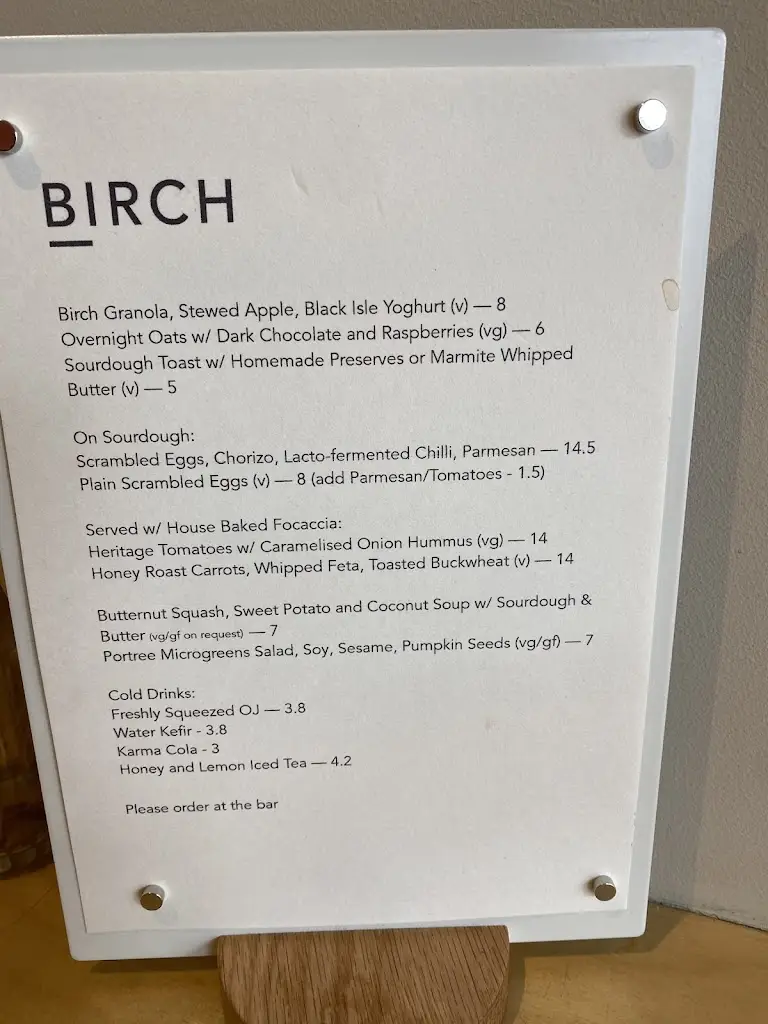 BIRCH
Birch Granola, Stewed Apple, Black Isle Yoghurt (v) — 8
Overnight Oats w/ Dark Chocolate and Raspberries (vg) — 6
Sourdough Toast w/ Homemade Preserves or Marmite Whipped
Butter (v) — 5
On Sourdough:
Scrambled Eggs, Chorizo, Lacto-fermented Chilli, Parmesan — 14.5
Plain Scrambled Eggs (v) — 8 (add Parmesan/Tomatoes - 1.5)
Served w/ House Baked Focaccia:
Heritage Tomatoes w/ Caramelised Onion Hummus (vg) — 14
Honey Roast Carrots, Whipped Feta, Toasted Buckwheat (v) — 14
Butternut Squash, Sweet Potato and Coconut Soup w/ Sourdough &
Butter (vg/gf on request) — 7
Portree Microgreens Salad, Soy, Sesame, Pumpkin Seeds (vg/gf) — 7
Cold Drinks:
Freshly Squeezed OJ — 3.8
Water Kefir - 3.8
Karma Cola - 3
Honey and Lemon Iced Tea — 4.2
Please order at the bar